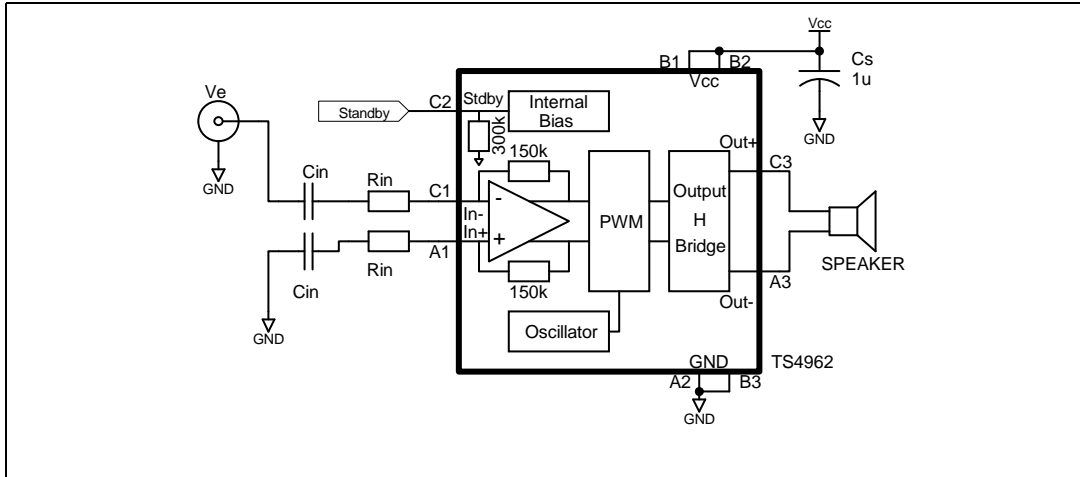 Vcc
B1
B2
Cs
1u
Vcc
Ve
C2
Stdby
Internal
Bias
Standby
300k
GND
150k
Out+
C3
GND
Cin
Rin
C1
In-
-
Output
H
Bridge
PWM
In+
+
A1
Rin
SPEAKER
Cin
150k
A3
Out-
Oscillator
GND
GND
TS4962
A2
B3
GND